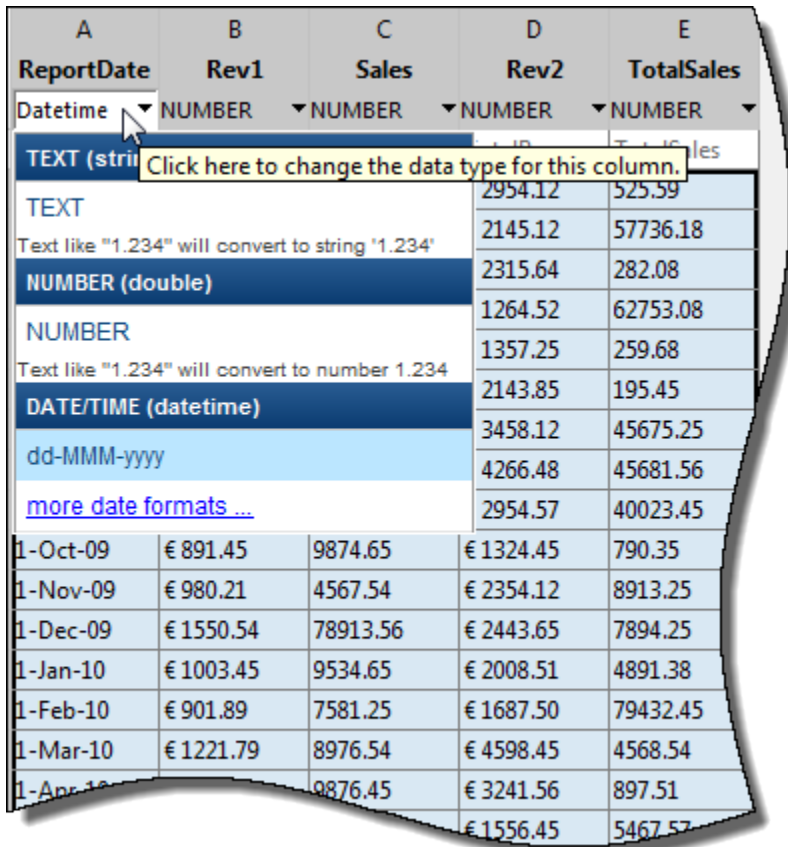 A B C D E
ReportDate Rev1 Sales Rev2 TotalSales
Datetime NUMBER NUMBER NUMBER NUMBER
TEXT (stri
Click here to change the data type for this column.
2954.12 525.59
TEXT
2145.12 57736.18
Text like "1.234" will convert to string '1.234'
NUMBER (double) 2315.64 282.08
1264.52 62753.08
NUMBER
1357.25 259.68
Text like "1.234" will convert to number 1.234
DATE/TIME (datetime) 2143.85 195.45
3458.12 45675.25
dd-MMM-yyyy
4266.48 45681.56
more date formats ... 2954.57 40023.45
1-Oct-09 € 891.45 9874.65 € 1324.45 790.35
1-Nov-09 € 980.21 4567.54 € 2354.12 8913.25
1-Dec-09 € 1550.54 78913.56 € 2443.65 7894.25
1-Jan-10 € 1003.45 9534.65 € 2008.51 4891.38
1-Feb-10 € 901.89 7581.25 € 1687.50 79432.45
1-Mar-10 € 1221.79 8976.54 € 4598.45 4568.54
9876.45 € 3241.56 897.51
€ 1556.45